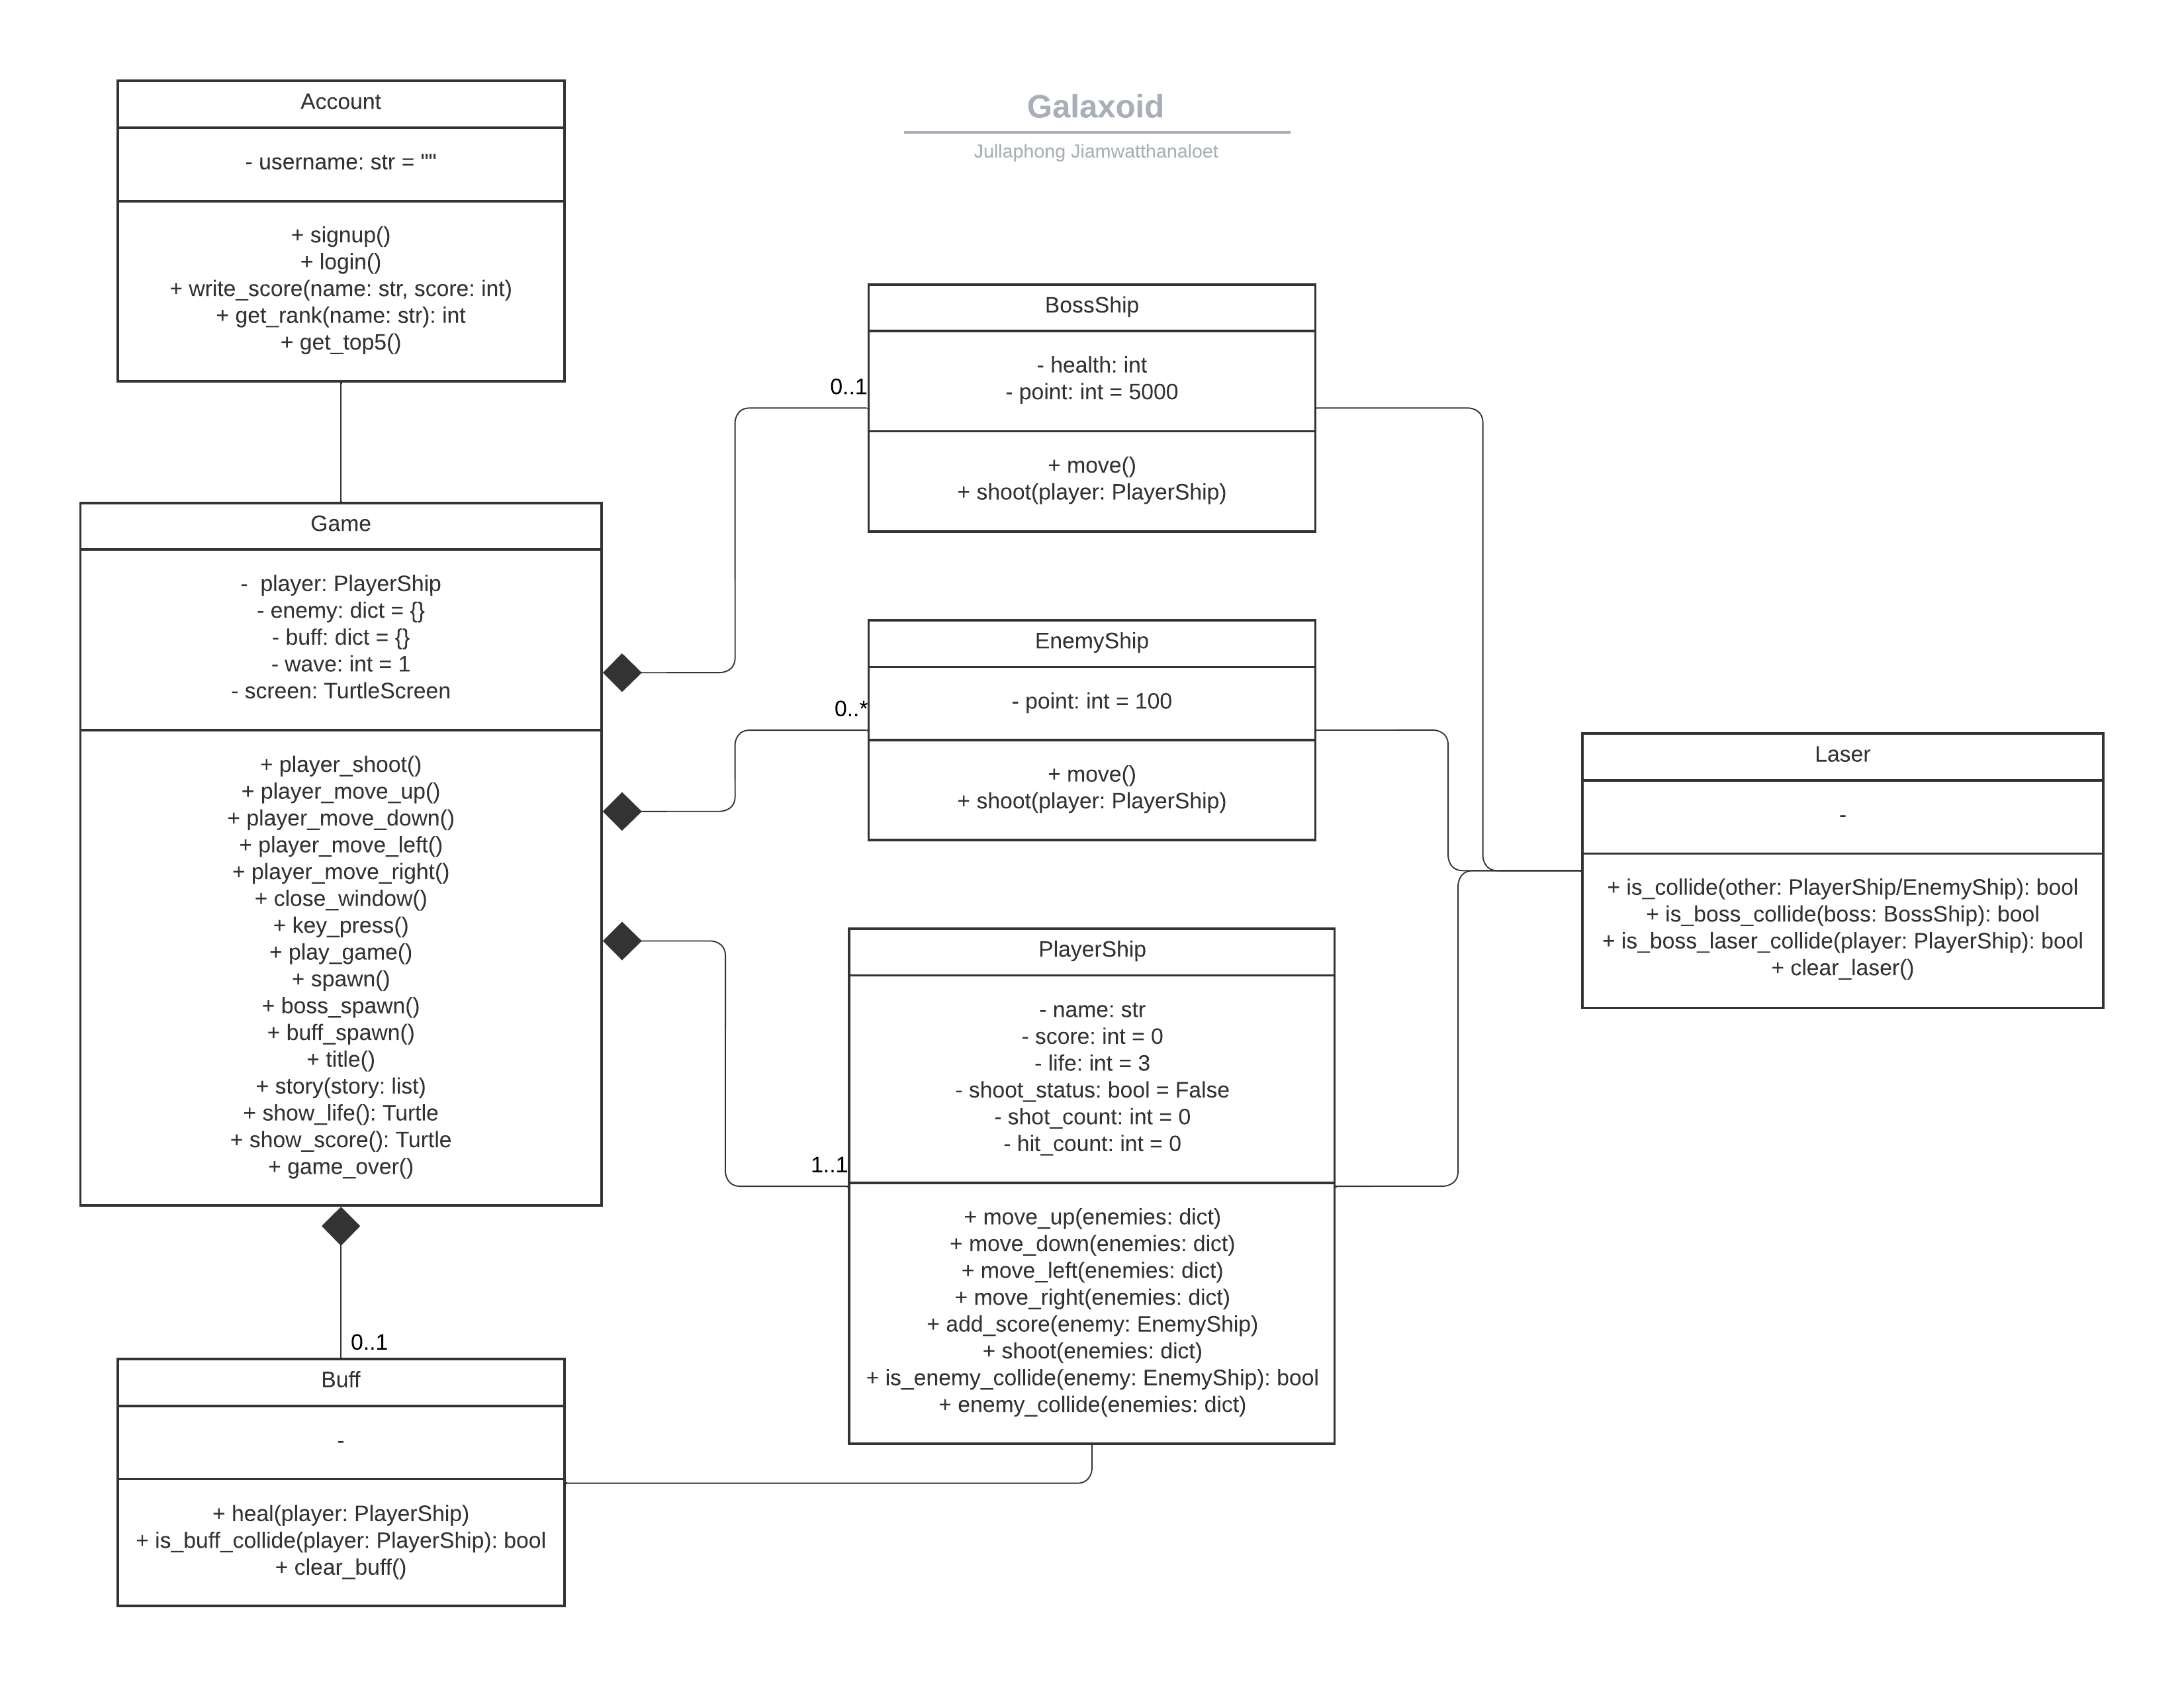 Galaxoid
Jullaphong Jiamwatthanaloet
Account
- username: str = ""
+ signup()
+ login()
+ write_score(name: str, score: int)
+ get_rank(name: str): int
+ get_top5()
Game
-  player: PlayerShip
- enemy: dict = {}
- buff: dict = {}
- wave: int = 1
- screen: TurtleScreen
+ player_shoot()
+ player_move_up()
+ player_move_down()
+ player_move_left()
+ player_move_right()
+ close_window()
+ key_press()
+ play_game()
+ spawn()
+ boss_spawn()
+ buff_spawn()
+ title()
+ story(story: list)
+ show_life(): Turtle
+ show_score(): Turtle
+ game_over()
0..1
Buff
-
+ heal(player: PlayerShip)
+ is_buff_collide(player: PlayerShip): bool
+ clear_buff()
0..1
BossShip
- health: int
- point: int = 5000
+ move()
+ shoot(player: PlayerShip)
0..*
EnemyShip
- point: int = 100
+ move()
+ shoot(player: PlayerShip)
1..1
PlayerShip
- name: str
- score: int = 0
- life: int = 3
- shoot_status: bool = False
- shot_count: int = 0
- hit_count: int = 0
+ move_up(enemies: dict)
+ move_down(enemies: dict)
+ move_left(enemies: dict)
+ move_right(enemies: dict)
+ add_score(enemy: EnemyShip)
+ shoot(enemies: dict)
+ is_enemy_collide(enemy: EnemyShip): bool
+ enemy_collide(enemies: dict)
Laser
-
+ is_collide(other: PlayerShip/EnemyShip): bool
+ is_boss_collide(boss: BossShip): bool
+ is_boss_laser_collide(player: PlayerShip): bool
+ clear_laser()